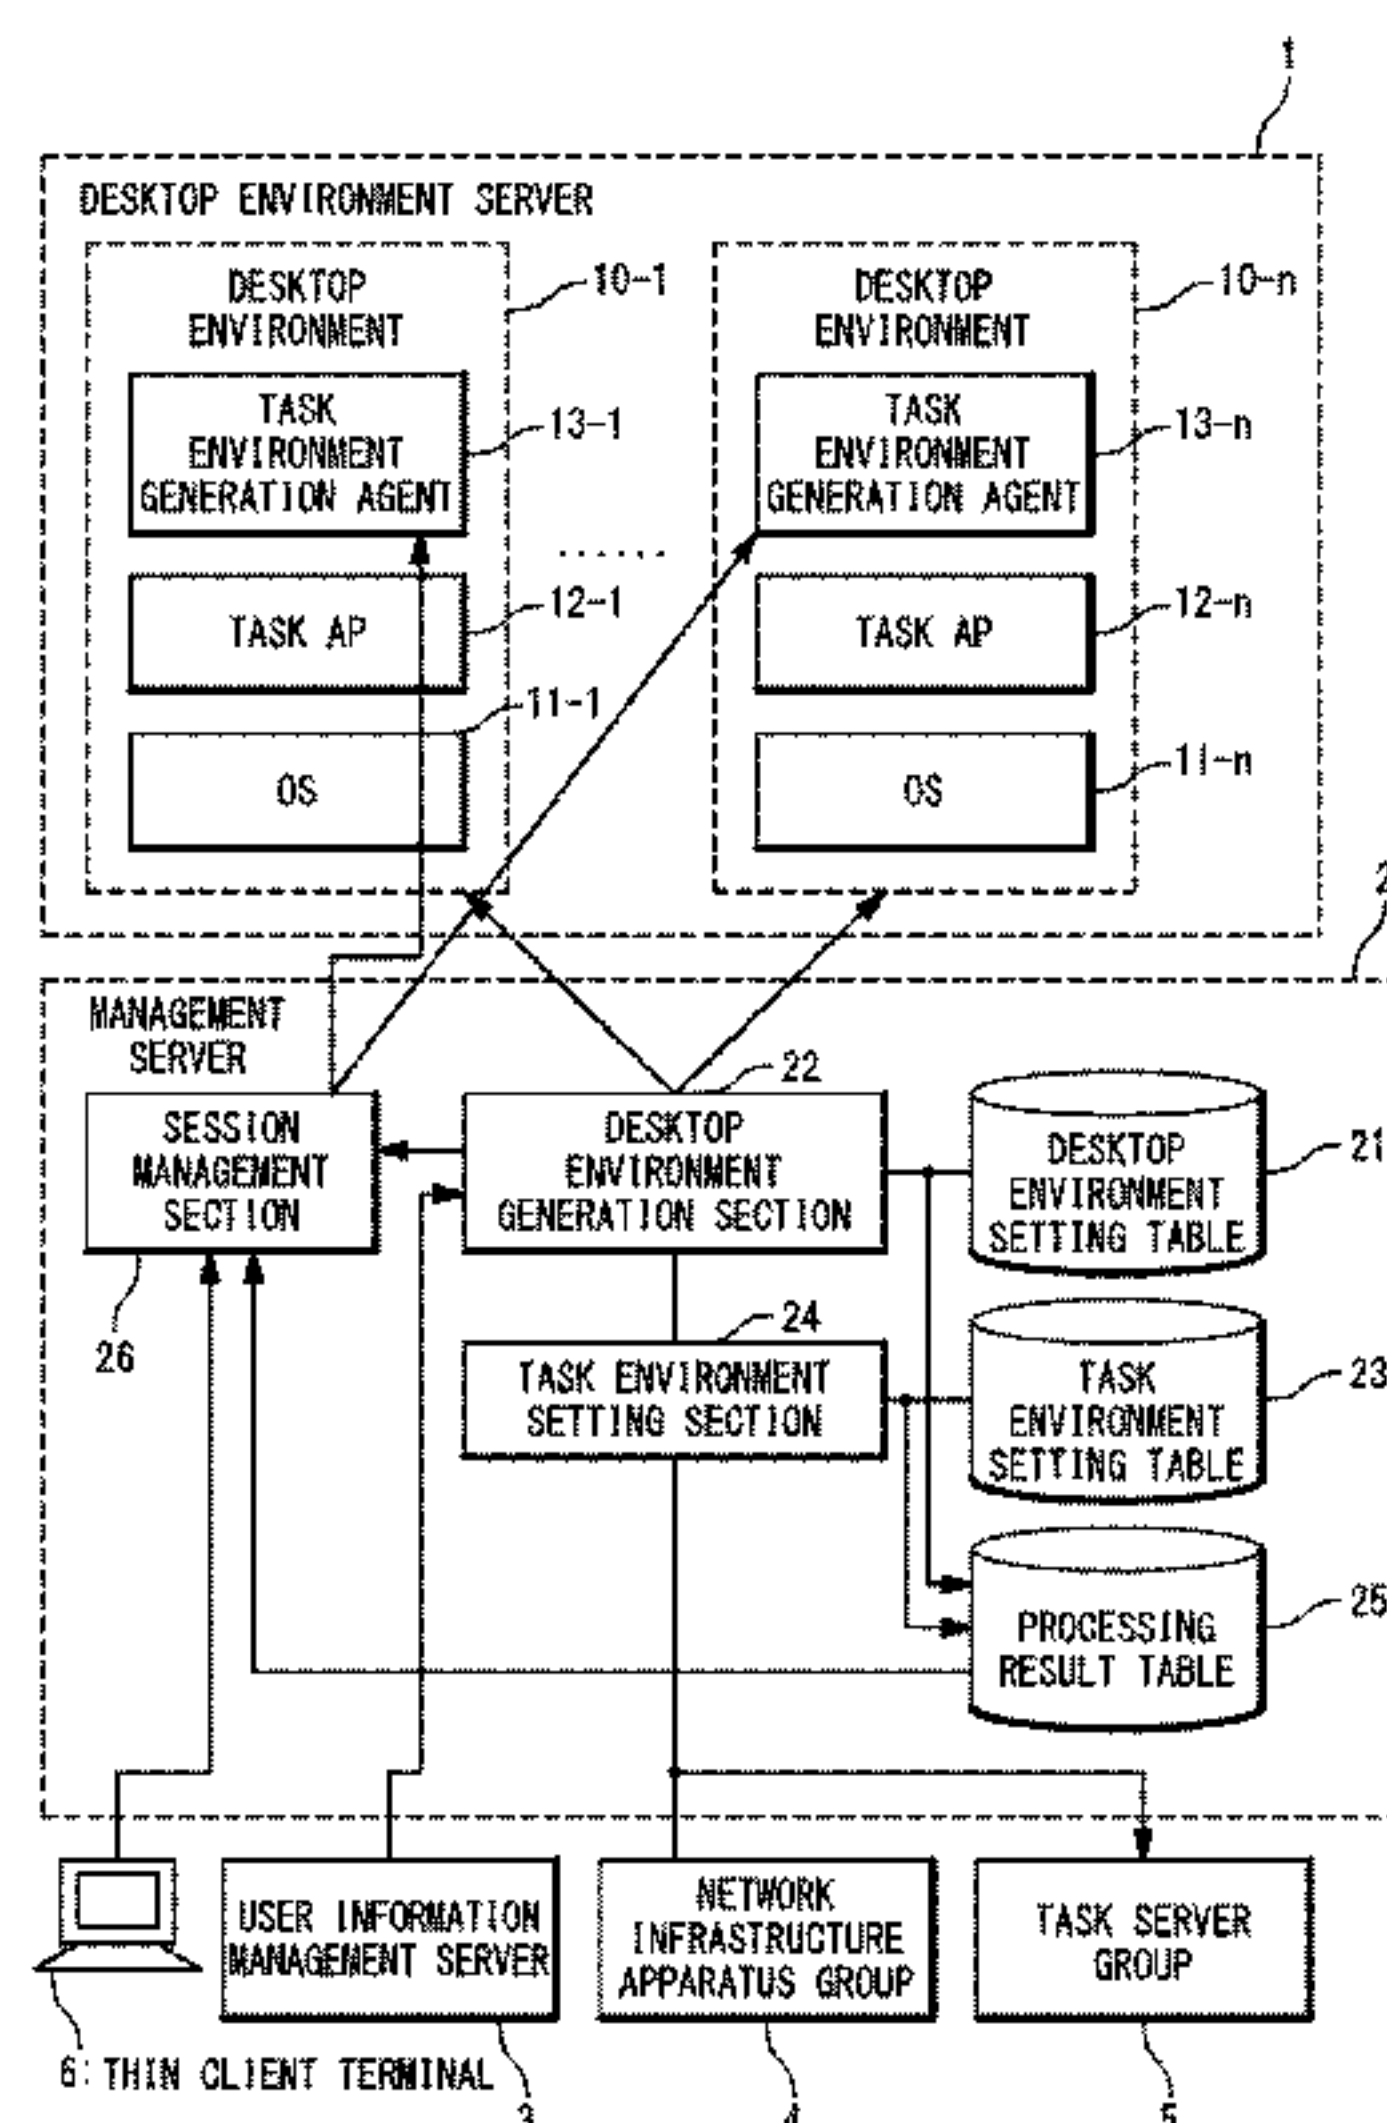 1
DESKTOP ENVIRONMENT SERVER
DESKTOP
ENVIRONMENT
10-1
TASK
ENVIRONMENT
GENERATION AGENT
13-1
TASK AP
12-1
11-1
OS
......
DESKTOP
ENVIRONMENT
10-n
TASK
ENVIRONMENT
GENERATION AGENT
13-n
TASK AP
12-n
OS
11-n
2
MANAGEMENT
SERVER
SESSION
MANAGEMENT
SECTION
26
22
DESKTOP
ENVIRONMENT
GENERATION SECTION
24
TASK ENVIRONMENT
SETTING SECTION
DESKTOP
ENVIRONMENT
SETTING TABLE
21
TASK
ENVIRONMENT
SETTING TABLE
23
PROCESSING
RESULT TABLE
25
6: THIN CLIENT TERMINAL
USER INFORMATION
MANAGEMENT SERVER
3
NETWORK
INFRASTRUCTURE
APPARATUS GROUP
4
TASK SERVER
GROUP
5